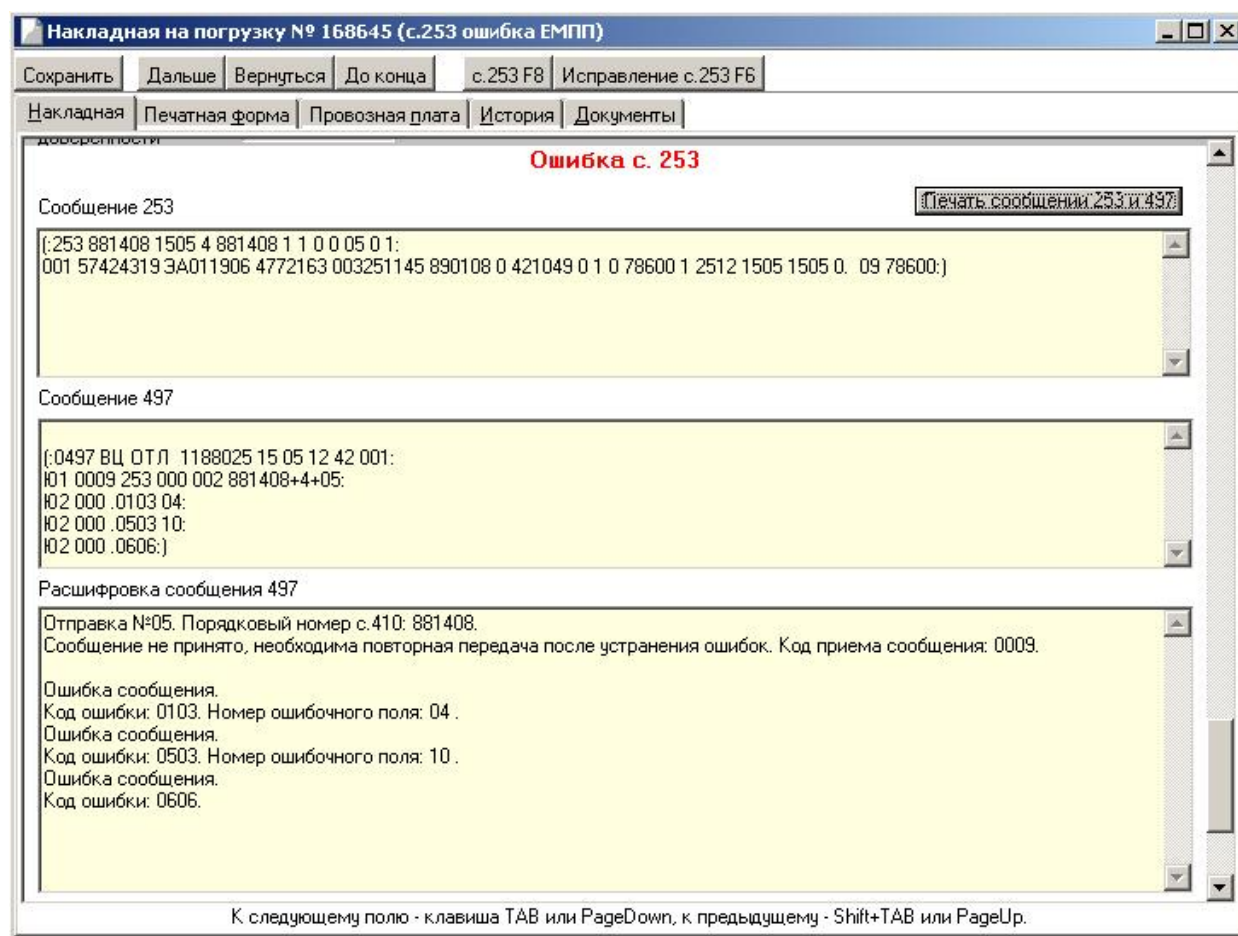 Накладная на погрузку № 168645 (с.253 ошибка ЕМПП)
Сохранить Дальше Вернуться До конца с.253 F8 Исправление с.253 F6
Накладная Печатная форма Провозная плата История Документы
доверенности
Ошибка с. 253
Печать сообщений 253 и 497
Сообщение 253
(:253 881408 1505 4 881408 1 1 0 0 05 0 1:
001 57424319 ЭА011906 4772163 003251145 890108 0 421049 0 1 0 78600 1 2512 1505 1505 0. 09 78600:)
Сообщение 497
(:0497 ВЦ ОТЛ 1188025 15 05 12 42 001:
Ю1 0009 253 000 002 881408+4+05:
Ю2 000 .0103 04:
Ю2 000 .0503 10:
Ю2 000 .0606:)
Расшифровка сообщения 497
Отправка №05. Порядковый номер с.410: 881408.
Сообщение не принято, необходима повторная передача после устранения ошибок. Код приема сообщения: 0009.
Ошибка сообщения.
Код ошибки: 0103. Номер ошибочного поля: 04 .
Ошибка сообщения.
Код ошибки: 0503. Номер ошибочного поля: 10 .
Ошибка сообщения.
Код ошибки: 0606.
К следующему полю - клавиша TAB или PageDown, к предыдущему - Shift+TAB или PageUp.